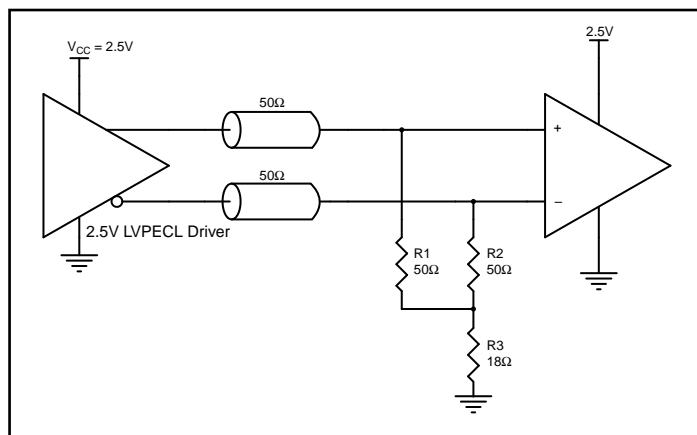 V_CC = 2.5V
2.5V
50Ω
+
50Ω
–
2.5V LVPECL Driver
R1
50Ω
R2
50Ω
R3
18Ω